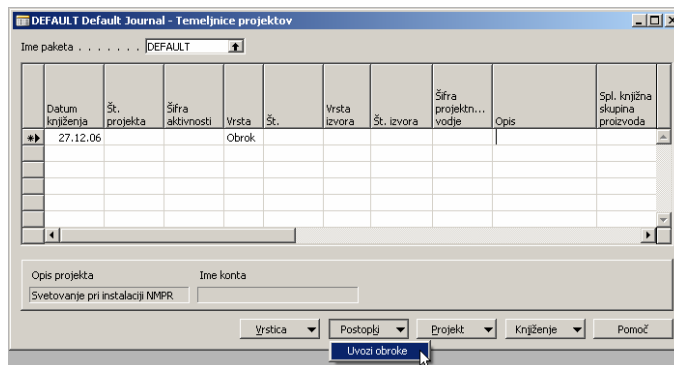 DEFAULT Default Journal - Temeljnice projektov
Ime paketa . . . . . . . DEFAULT
Datum knjiženja Št. projekta Šifra aktivnosti Vrsta Št. Vrsta izvora Št. izvora Šifra projektn... vodje Opis Spl. knjižna skupina proizvoda
27.12.06 Obrok
Opis projekta Ime konta
Svetovanje pri instalaciji NMPR
Vrstica Postopki Projekt Knjiženje Pomoč
Uvozi obroke